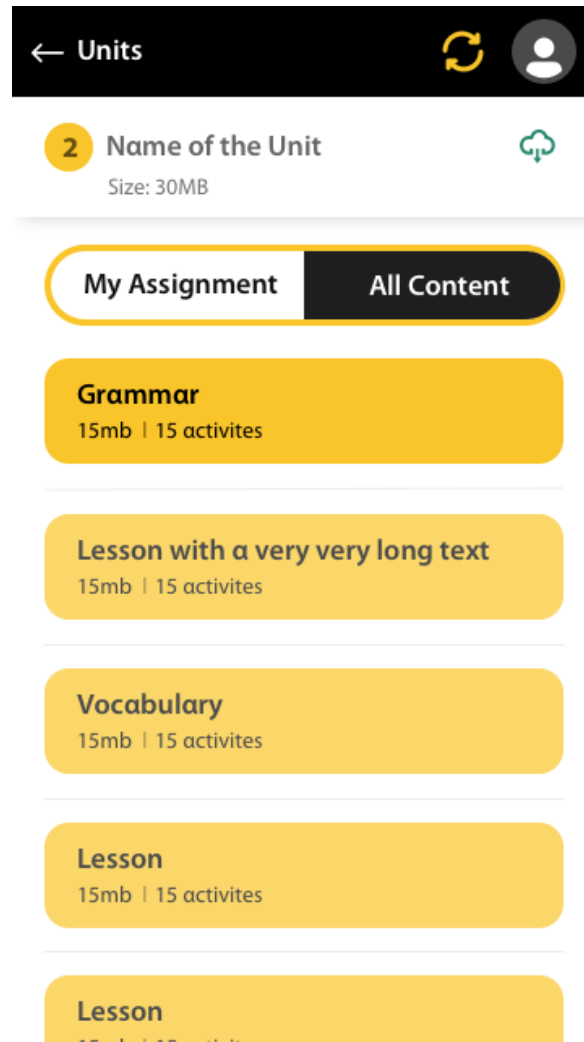 Units
2 Name of the Unit
Size: 30MB
My Assignment All Content
Grammar
15mb | 15 activites
Lesson with a very very long text
15mb | 15 activites
Vocabulary
15mb | 15 activites
Lesson
15mb | 15 activites
Lesson